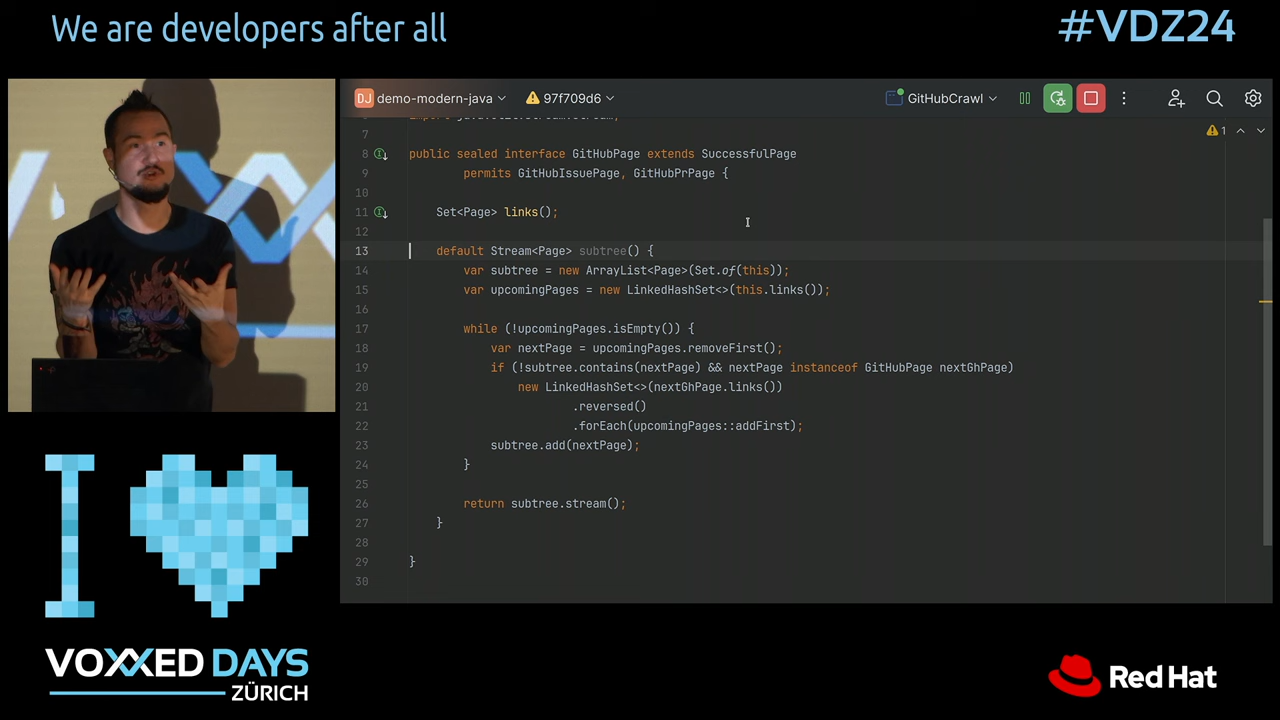 We are developers after all
#VDZ24
DJ demo-modern-java 97f709d6 GitHubCrawl
1
7
8 public sealed interface GitHubPage extends SuccessfulPage
9 permits GitHubIssuePage, GitHubPrPage {
10
11 Set<Page> links();
12
13 default Stream<Page> subtree() {
14 var subtree = new ArrayList<Page>(Set.of(this));
15 var upcomingPages = new LinkedHashSet<>(this.links());
16
17 while (!upcomingPages.isEmpty()) {
18 var nextPage = upcomingPages.removeFirst();
19 if (!subtree.contains(nextPage) && nextPage instanceof GitHubPage nextGhPage)
20 new LinkedHashSet<>(nextGhPage.links())
21 .reversed()
22 .forEach(upcomingPages::addFirst);
23 subtree.add(nextPage);
24 }
25
26 return subtree.stream();
27 }
28
29 }
30
I
VOXXED DAYS
ZÜRICH
Red Hat